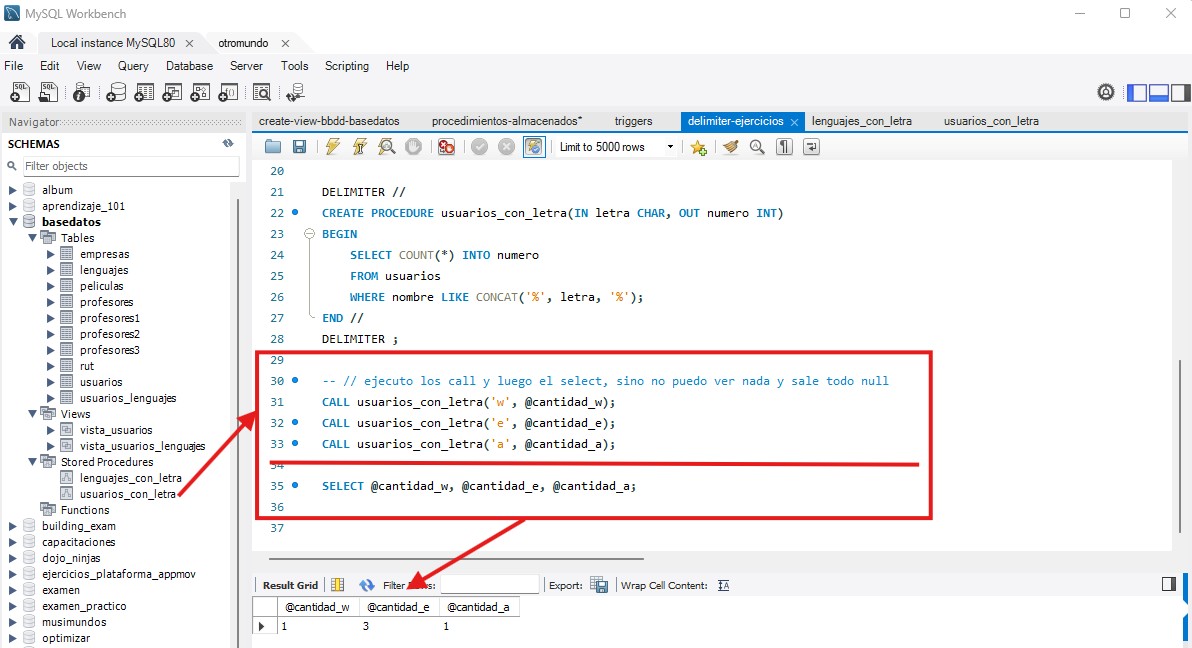 MySQL Workbench
Local instance MySQL80 otromundo
File Edit View Query Database Server Tools Scripting Help
Navigator
SCHEMAS
Filter objects
album
aprendizaje_101
basedatos
Tables
empresas
lenguajes
peliculas
profesores
profesores1
profesores2
profesores3
rut
usuarios
usuarios_lenguajes
Views
vista_usuarios
vista_usuarios_lenguajes
Stored Procedures
lenguajes_con_letra
usuarios_con_letra
Functions
building_exam
capacitaciones
dojo_ninjas
ejercicios_plataforma_appmov
examen
examen_practico
musimundos
optimizar
create-view-bbdd-basedatos procedimientos-almacenados* triggers delimiter-ejercicios lenguajes_con_letra usuarios_con_letra
Limit to 5000 rows
20
21 DELIMITER //
22 CREATE PROCEDURE usuarios_con_letra(IN letra CHAR, OUT numero INT)
23 BEGIN
24 SELECT COUNT(*) INTO numero
25 FROM usuarios
26 WHERE nombre LIKE CONCAT('%', letra, '%');
27 END //
28 DELIMITER ;
29
30 -- // ejecuto los call y luego el select, sino no puedo ver nada y sale todo null
31 CALL usuarios_con_letra('w', @cantidad_w);
32 CALL usuarios_con_letra('e', @cantidad_e);
33 CALL usuarios_con_letra('a', @cantidad_a);
34
35 SELECT @cantidad_w, @cantidad_e, @cantidad_a;
36
37
Result Grid Filter Rows: Export: Wrap Cell Content:
@cantidad_w @cantidad_e @cantidad_a
1 3 1